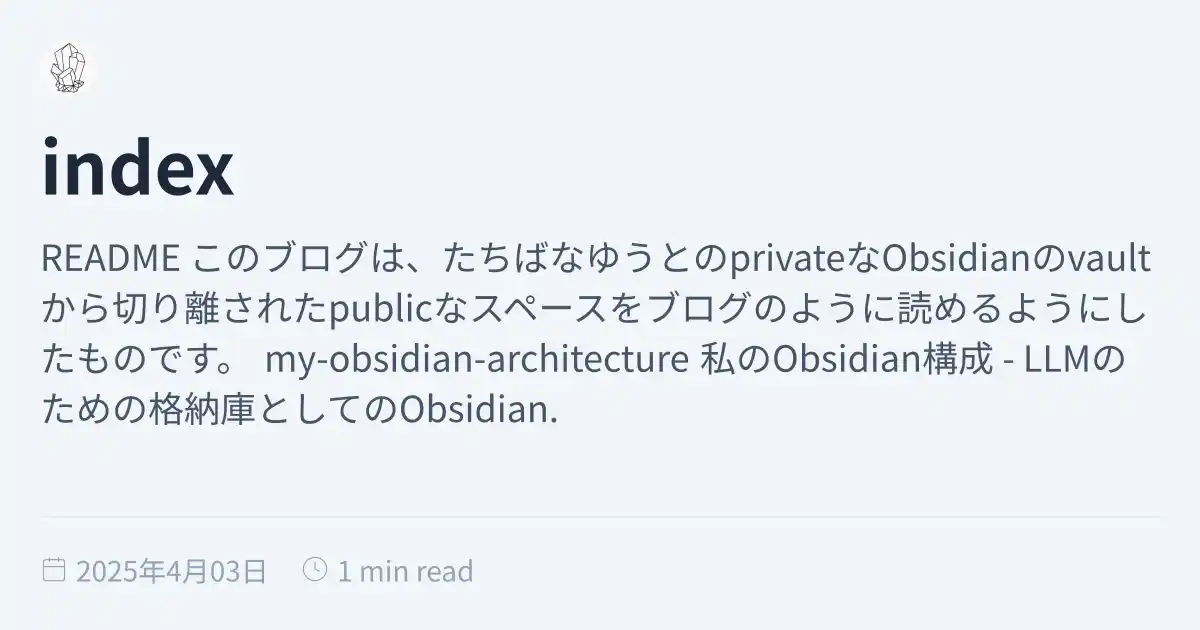 index
README このブログは、たちばなゆうとのprivateなObsidianのvault
から切り離されたpublicなスペースをブログのように読めるようにし
たものです。 my-obsidian-architecture 私のObsidian構成 - LLMの
ための格納庫としてのObsidian.
2025年4月03日 1 min read